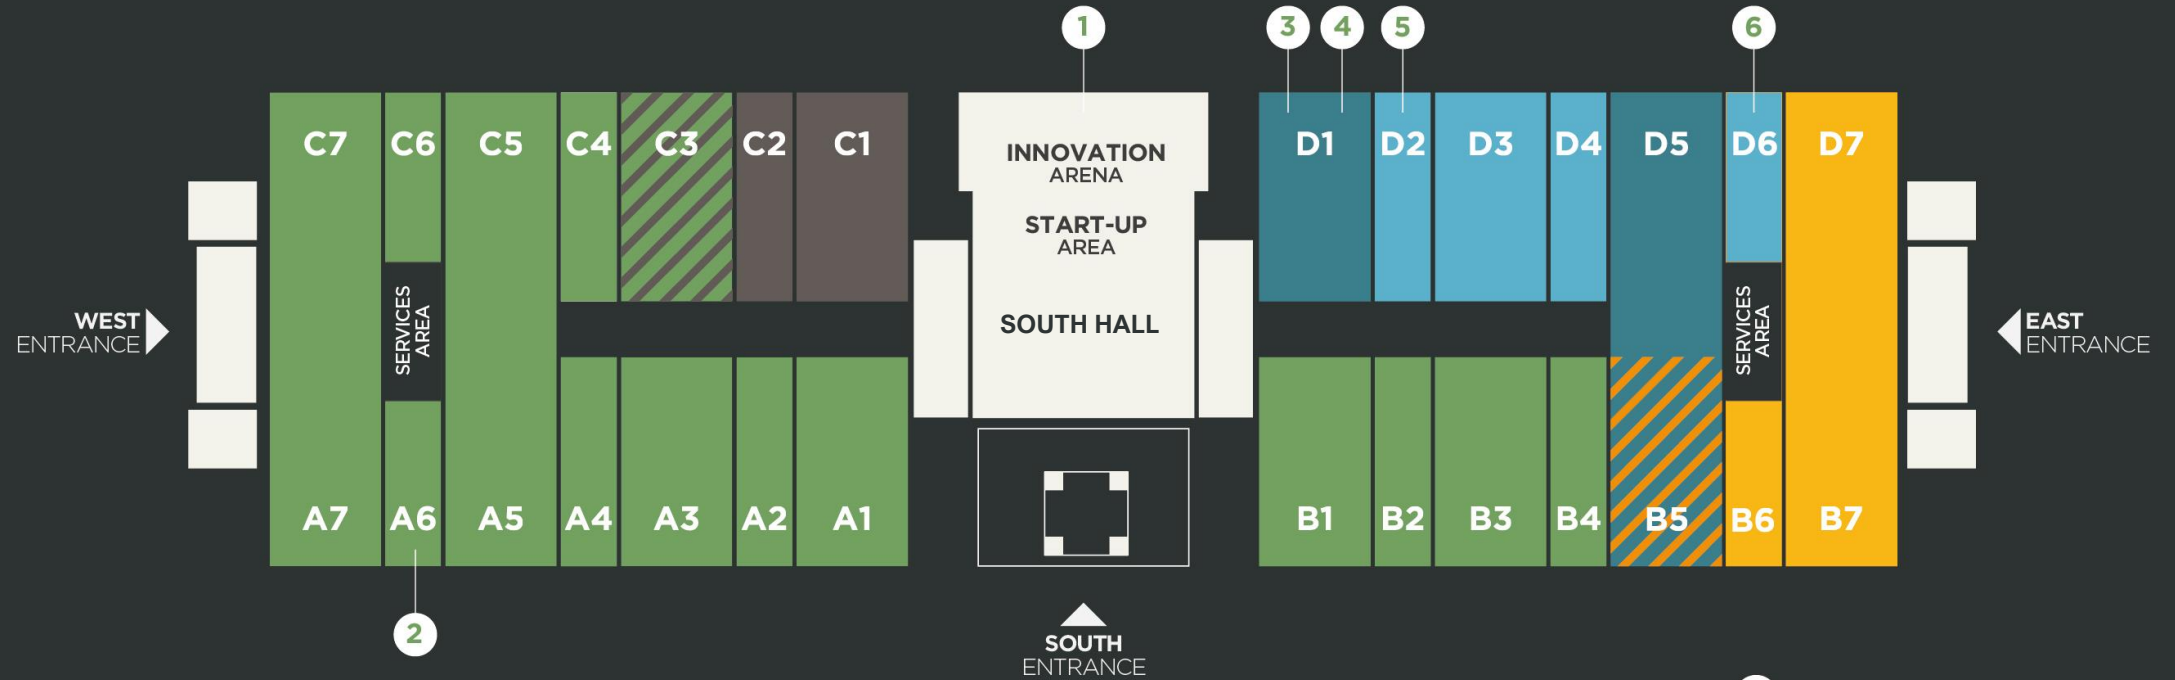 1
3
4
5
6
C7
C6
C5
C4
C3
C2
C1
INNOVATION
ARENA
START-UP
AREA
SOUTH HALL
D1
D2
D3
D4
D5
D6
D7
WEST
ENTRANCE
SERVICES
AREA
SERVICES
AREA
EAST
ENTRANCE
A7
A6
A5
A4
A3
A2
A1
B1
B2
B3
B4
B5
B6
B7
2
SOUTH
ENTRANCE